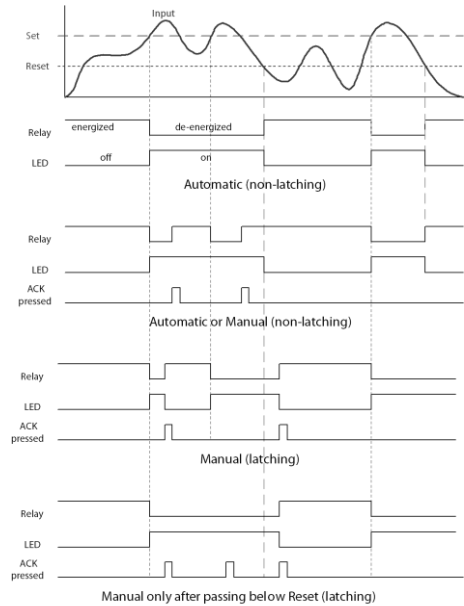 Input
Set
Reset
energized de-energized
Relay
off on
LED
Automatic (non-latching)
Relay
LED
ACK
pressed
Automatic or Manual (non-latching)
Relay
LED
ACK
pressed
Manual (latching)
Relay
LED
ACK
pressed
Manual only after passing below Reset (latching)